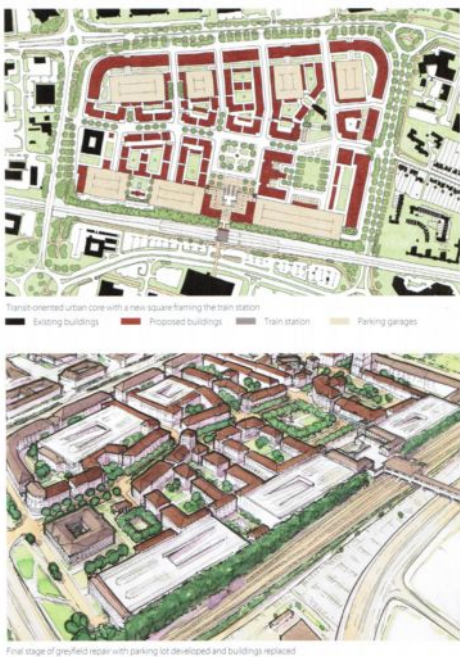 Transit-oriented urban core with a new square framing the train station
Existing buildings Proposed buildings Train station Parking garages
Final stage of greyfield repair with parking lot developed and buildings replaced